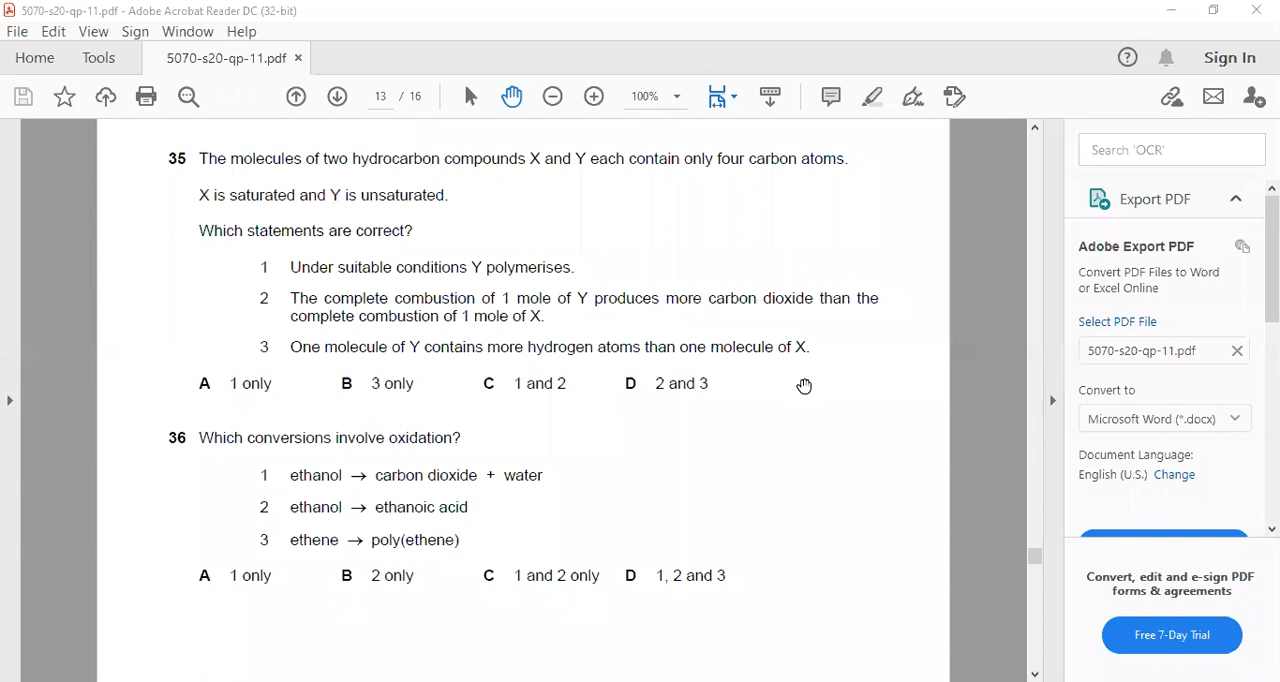 5070-s20-qp-11.pdf - Adobe Acrobat Reader DC (32-bit)
File Edit View Sign Window Help
Home Tools 5070-s20-qp-11.pdf × Sign In
13 / 16 100%
35 The molecules of two hydrocarbon compounds X and Y each contain only four carbon atoms.
X is saturated and Y is unsaturated.
Which statements are correct?
1 Under suitable conditions Y polymerises.
2 The complete combustion of 1 mole of Y produces more carbon dioxide than the
complete combustion of 1 mole of X.
3 One molecule of Y contains more hydrogen atoms than one molecule of X.
A 1 only B 3 only C 1 and 2 D 2 and 3
36 Which conversions involve oxidation?
1 ethanol → carbon dioxide + water
2 ethanol → ethanoic acid
3 ethene → poly(ethene)
A 1 only B 2 only C 1 and 2 only D 1, 2 and 3
Search 'OCR'
Export PDF
Adobe Export PDF
Convert PDF Files to Word
or Excel Online
Select PDF File
5070-s20-qp-11.pdf
Convert to
Microsoft Word (*.docx)
Document Language:
English (U.S.) Change
Convert, edit and e-sign PDF
forms & agreements
Free 7-Day Trial